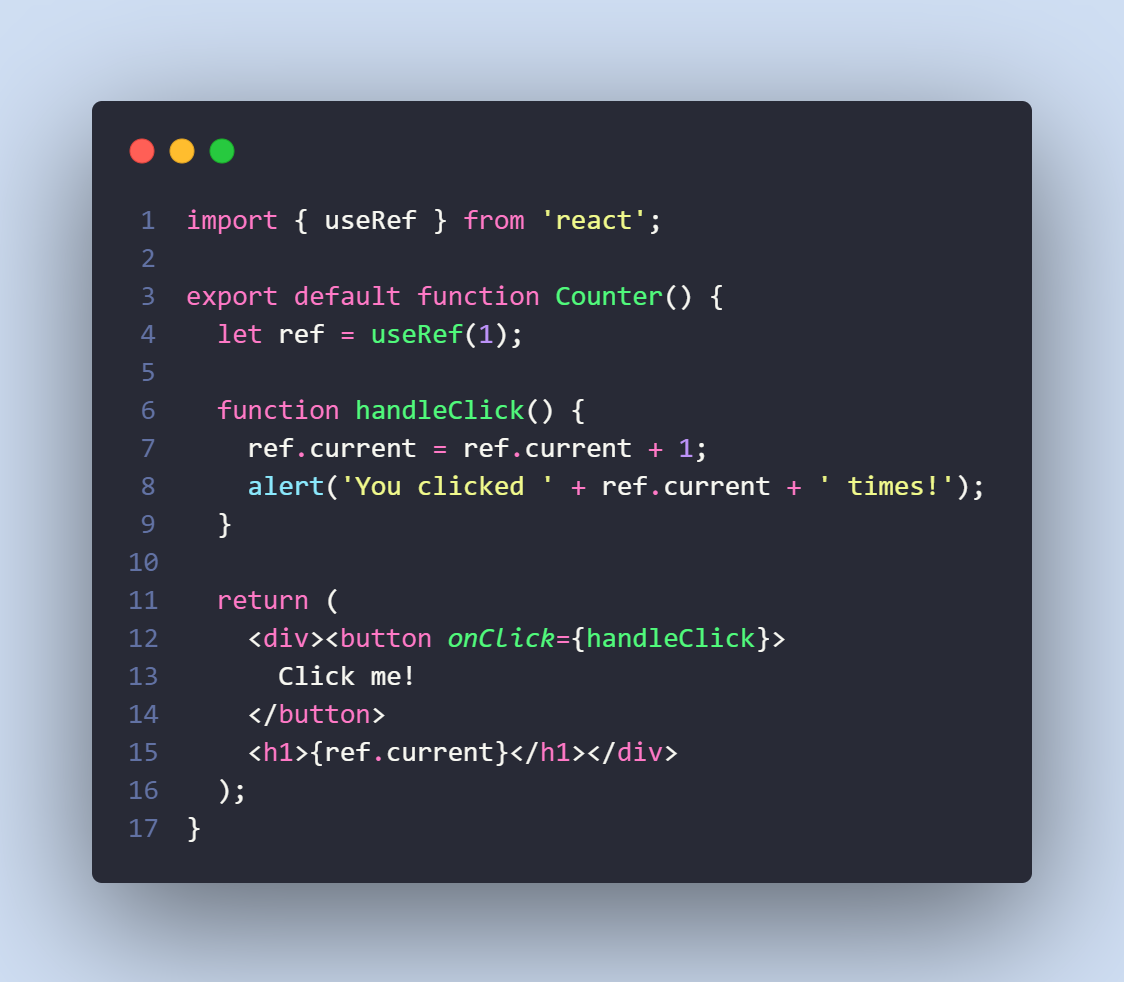 1 import { useRef } from 'react';
2
3 export default function Counter() {
4   let ref = useRef(1);
5
6   function handleClick() {
7     ref.current = ref.current + 1;
8     alert('You clicked ' + ref.current + ' times!');
9   }
10
11   return (
12     <div><button onClick={handleClick}>
13       Click me!
14     </button>
15     <h1>{ref.current}</h1></div>
16   );
17 }